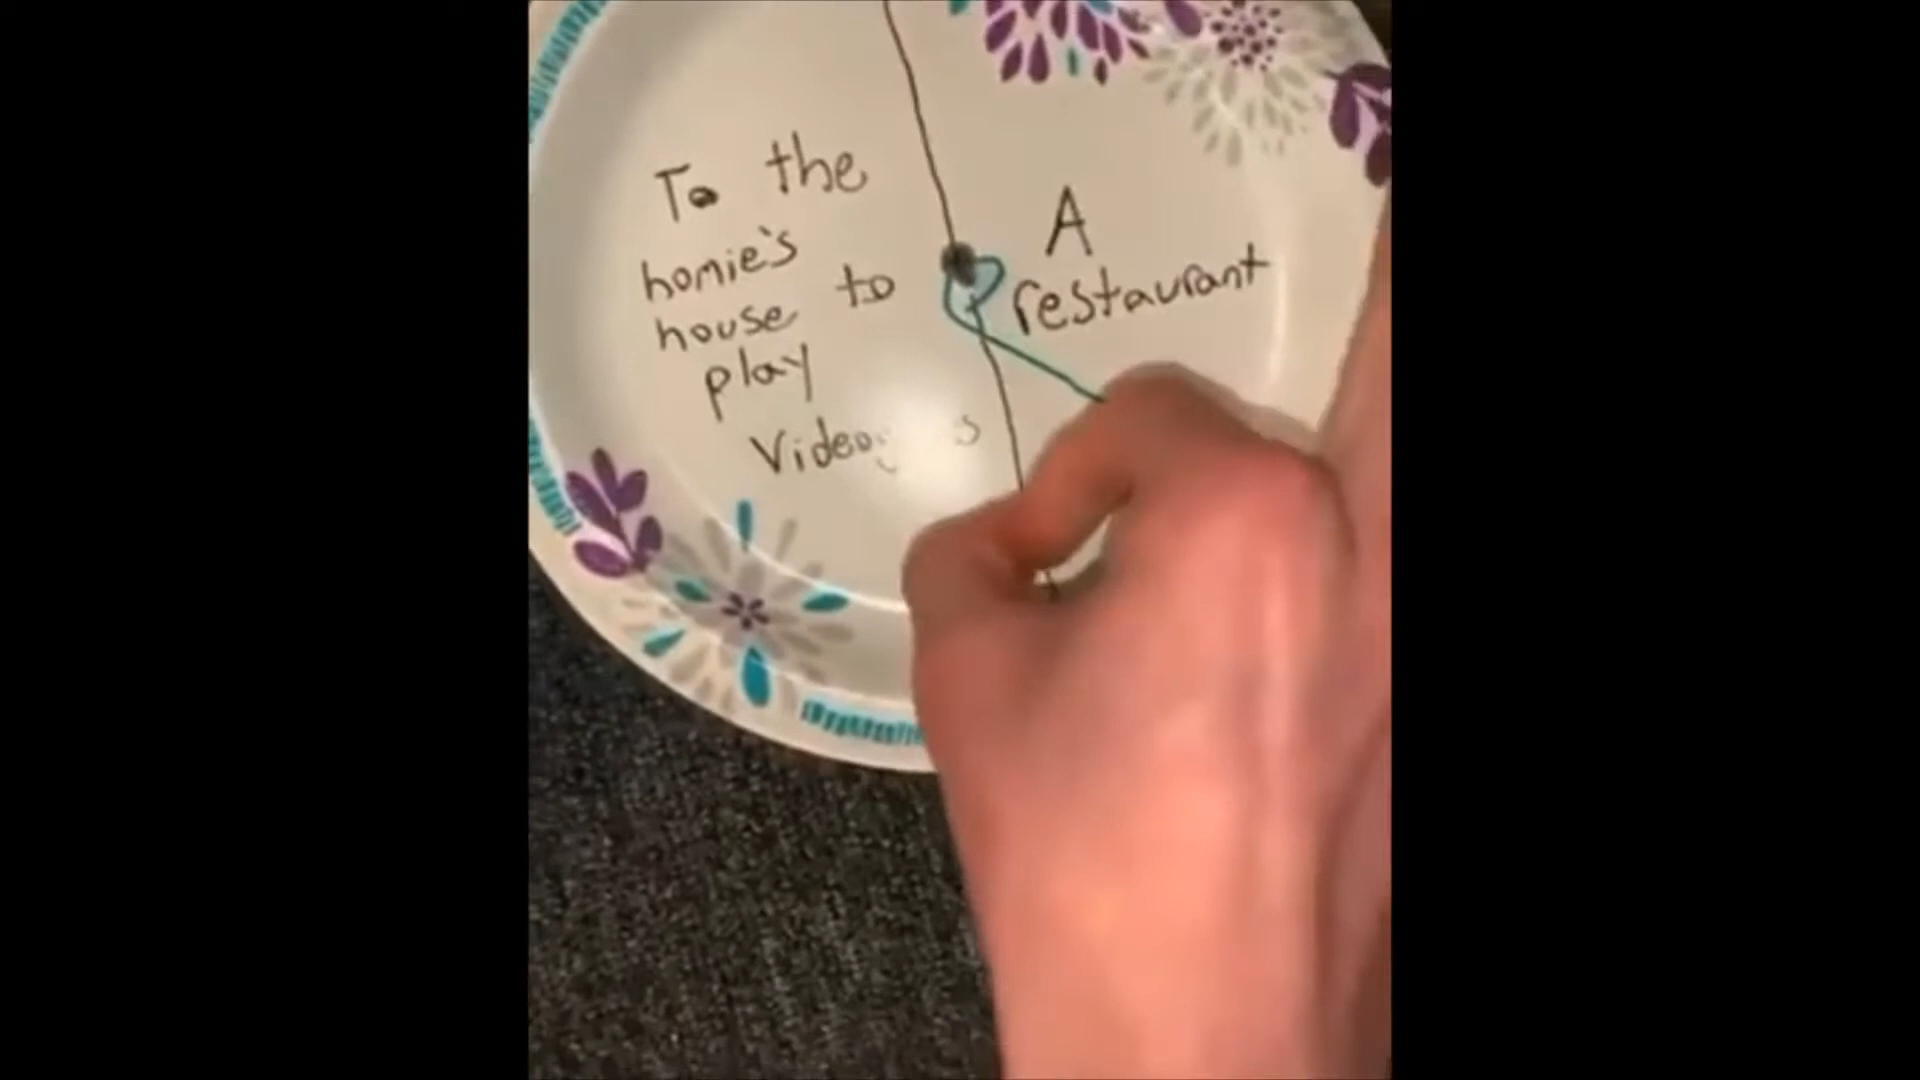 To the
homie's
house to
play
A
restaurant